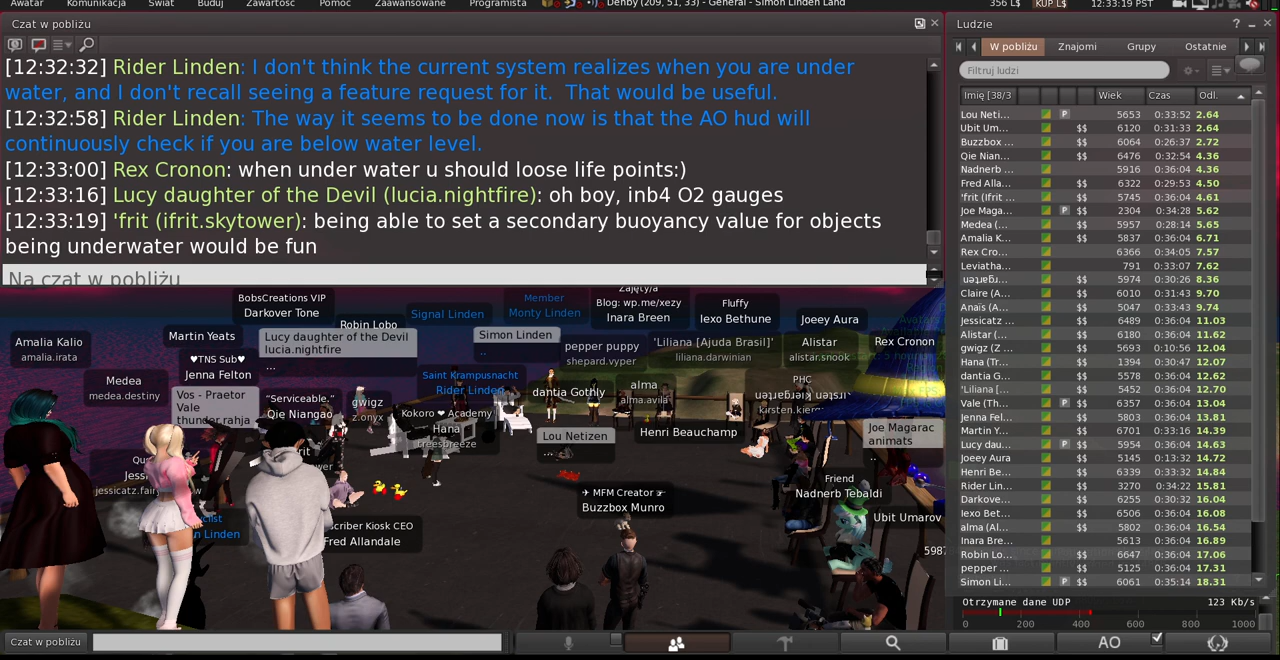 Awatar Komunikacja Świat Buduj Zawartość Pomoc Zaawansowane Programista Denby (209, 51, 33) - General - Simon Linden Land 356 L$ KUP L$ 12:33:19 PST
Czat w pobliżu
[12:32:32] Rider Linden: I don't think the current system realizes when you are under
water, and I don't recall seeing a feature request for it. That would be useful.
[12:32:58] Rider Linden: The way it seems to be done now is that the AO hud will
continuously check if you are below water level.
[12:33:00] Rex Cronon: when under water u should loose life points:)
[12:33:16] Lucy daughter of the Devil (lucia.nightfire): oh boy, inb4 O2 gauges
[12:33:19] 'frit (ifrit.skytower): being able to set a secondary buoyancy value for objects
being underwater would be fun
Na czat w pobliżu
BobsCreations VIP
Darkover Tone
Signal Linden
Member
Monty Linden
Zajęty/a
Blog: wp.me/xezy
Inara Breen
Fluffy
Iexo Bethune
Joeey Aura
Amalia Kalio
amalia.irata
Martin Yeats
Robin Lobo
Lucy daughter of the Devil
lucia.nightfire
...
Simon Linden
..
pepper puppy
shepard.vyper
'Liliana [Ajuda Brasil]'
liliana.darwinian
Alistar
alistar.snook
Rex Cronon
♥TNS Sub♥
Jenna Felton
Medea
medea.destiny
Vos - Praetor
Vale
thunder.rahja
“Serviceable.”
Qie Niangao
gwigz
z.onyx
Saint Krampusnacht
Rider Linden
Kokoro ❤ Academy
Hana
treesbreeze
dantia Gothly
alma
alma.avila
PHC
Lou Netizen
...
Henri Beauchamp
Joe Magarac
animats
..
✈ MFM Creator
Buzzbox Munro
Friend
Nadnerb Tebaldi
Ubit Umarov
5987
scriber Kiosk CEO
Fred Allandale
n Linden
Czat w pobliżu
Ludzie
W pobliżu Znajomi Grupy Ostatnie
Filtruj ludzi
Imię [38/3 Wiek Czas Odl.
Lou Neti... P 5653 0:33:52 2.64
Ubit Um... $$ 6120 0:31:33 2.64
Buzzbox ... $$ 6064 0:26:37 2.72
Qie Nian... $$ 6476 0:32:54 4.36
Nadnerb ... 5916 0:36:04 4.36
Fred Alla... $$ 6322 0:29:53 4.50
'frit (Ifrit ... $$ 5745 0:36:04 4.61
Joe Maga... P $$ 2304 0:34:28 5.62
Medea (... $$ 5957 0:28:14 5.65
Amalia K... $$ 5837 0:36:04 6.71
Rex Cro... 6366 0:34:05 7.57
Leviatha... 791 0:33:07 7.62
$$ 5974 0:30:26 8.36
Claire (A... $$ 6010 0:31:43 9.70
Anais (A... $$ 5047 0:33:43 9.74
Jessicatz ... $$ 6489 0:36:04 11.03
Alistar (... $$ 6180 0:36:04 11.62
gwigz (Z ... $$ 5693 0:10:56 12.04
Hana (Tr... $$ 1394 0:30:47 12.07
dantia G... $$ 5578 0:36:04 12.62
'Liliana [... $$ 5452 0:36:04 12.70
Vale (Th... P $$ 6357 0:36:04 13.04
Jenna Fel... $$ 5803 0:36:04 13.81
Martin Y... $$ 6701 0:33:16 14.39
Lucy dau... P $$ 5954 0:36:04 14.63
Joeey Aura $$ 5145 0:13:32 14.72
Henri Be... $$ 6339 0:33:32 14.84
Rider Lin... $$ 3270 0:34:22 15.81
Darkove... $$ 6255 0:30:32 16.04
Iexo Bet... $$ 6506 0:36:04 16.08
alma (Al... $$ 5802 0:36:04 16.54
Inara Bre... 5613 0:36:04 16.89
Robin Lo... $$ 6647 0:36:04 17.06
pepper ... $$ 5125 0:36:04 17.31
Simon Li... P $$ 6061 0:35:14 18.31
Otrzymane dane UDP 123 Kb/s
0 200 400 600 800 1000
AO